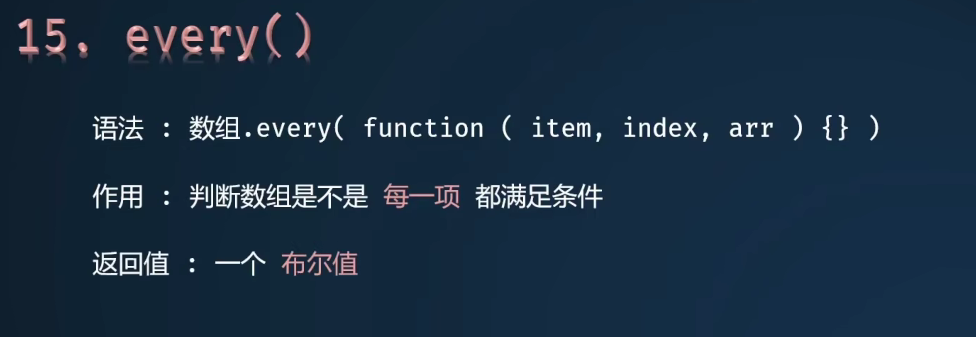 15. every()
语法 : 数组.every( function ( item, index, arr ) {} )
作用 : 判断数组是不是 每一项 都满足条件
返回值 : 一个 布尔值